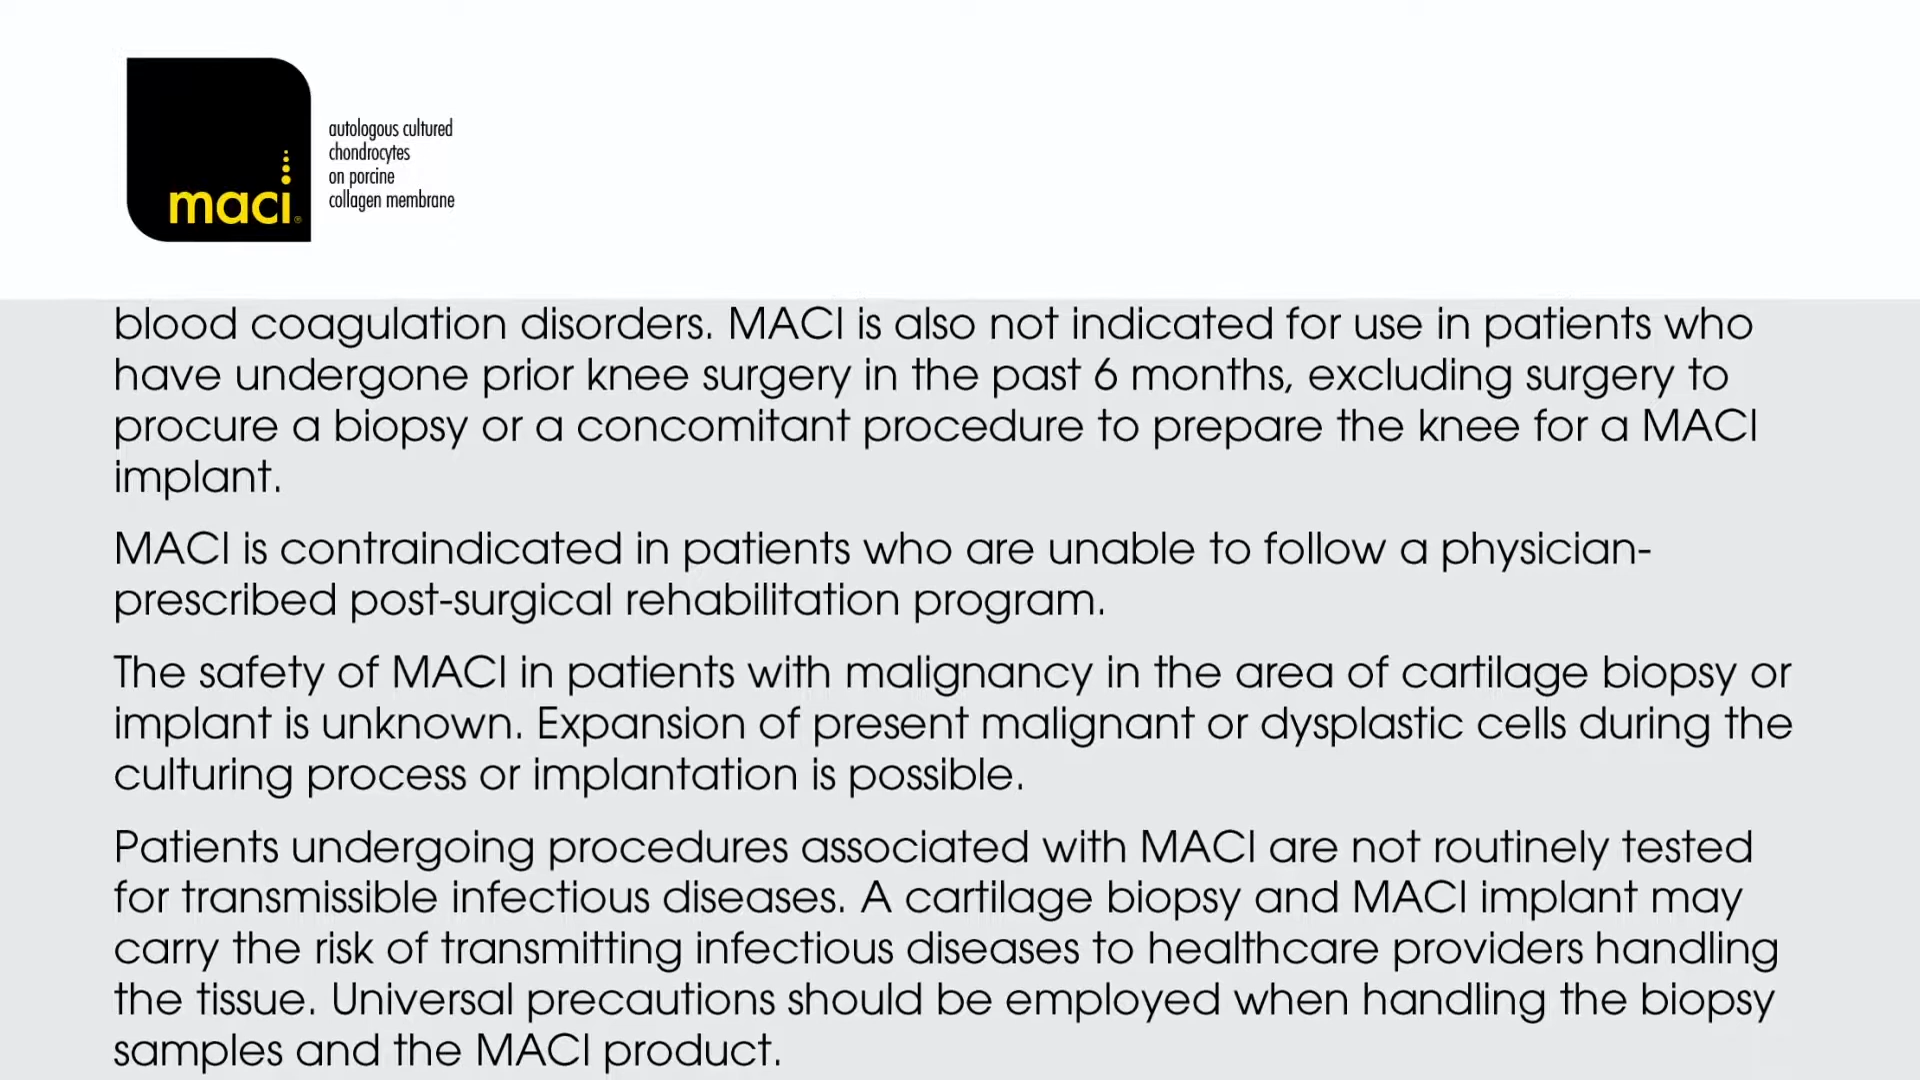 maci®
autologous cultured
chondrocytes
on porcine
collagen membrane
blood coagulation disorders. MACI is also not indicated for use in patients who
have undergone prior knee surgery in the past 6 months, excluding surgery to
procure a biopsy or a concomitant procedure to prepare the knee for a MACI
implant.
MACI is contraindicated in patients who are unable to follow a physician-
prescribed post-surgical rehabilitation program.
The safety of MACI in patients with malignancy in the area of cartilage biopsy or
implant is unknown. Expansion of present malignant or dysplastic cells during the
culturing process or implantation is possible.
Patients undergoing procedures associated with MACI are not routinely tested
for transmissible infectious diseases. A cartilage biopsy and MACI implant may
carry the risk of transmitting infectious diseases to healthcare providers handling
the tissue. Universal precautions should be employed when handling the biopsy
samples and the MACI product.